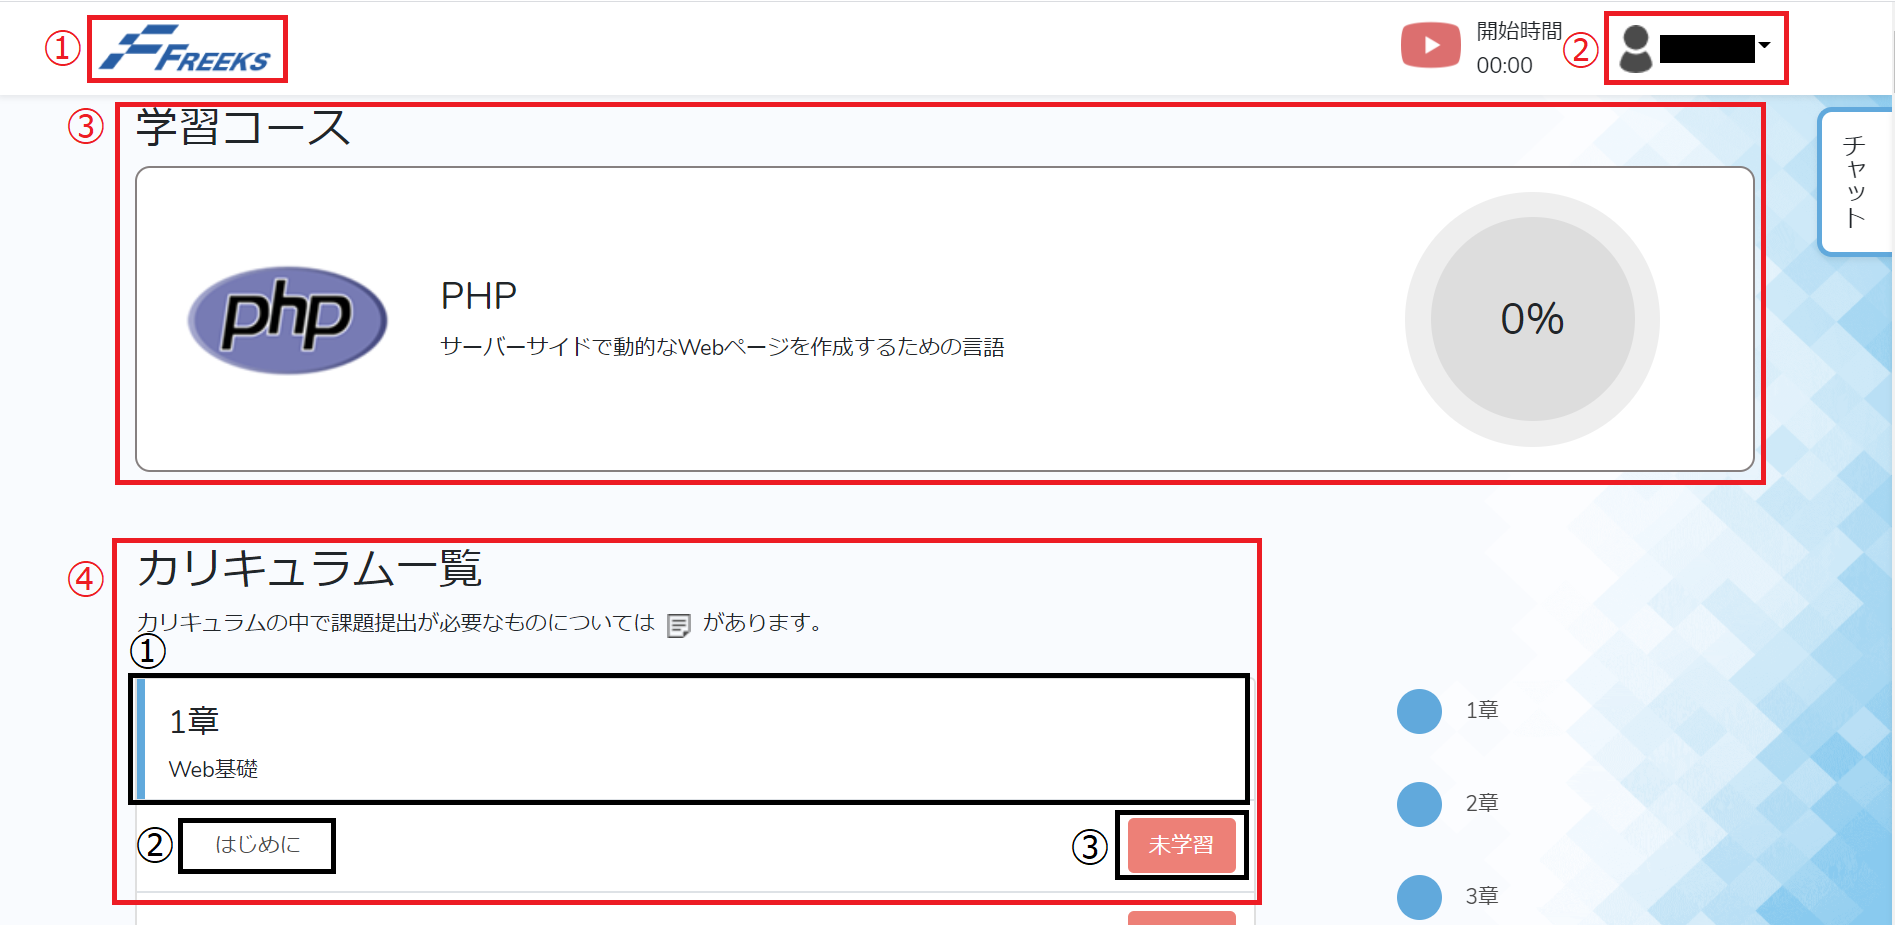 ① FREEKS
開始時間
00:00
②
③ 学習コース
チャット
php
PHP
サーバーサイドで動的なWebページを作成するための言語
0%
④ カリキュラム一覧
カリキュラムの中で課題提出が必要なものについては があります。
①
1章
Web基礎
② はじめに
③ 未学習
1章
2章
3章